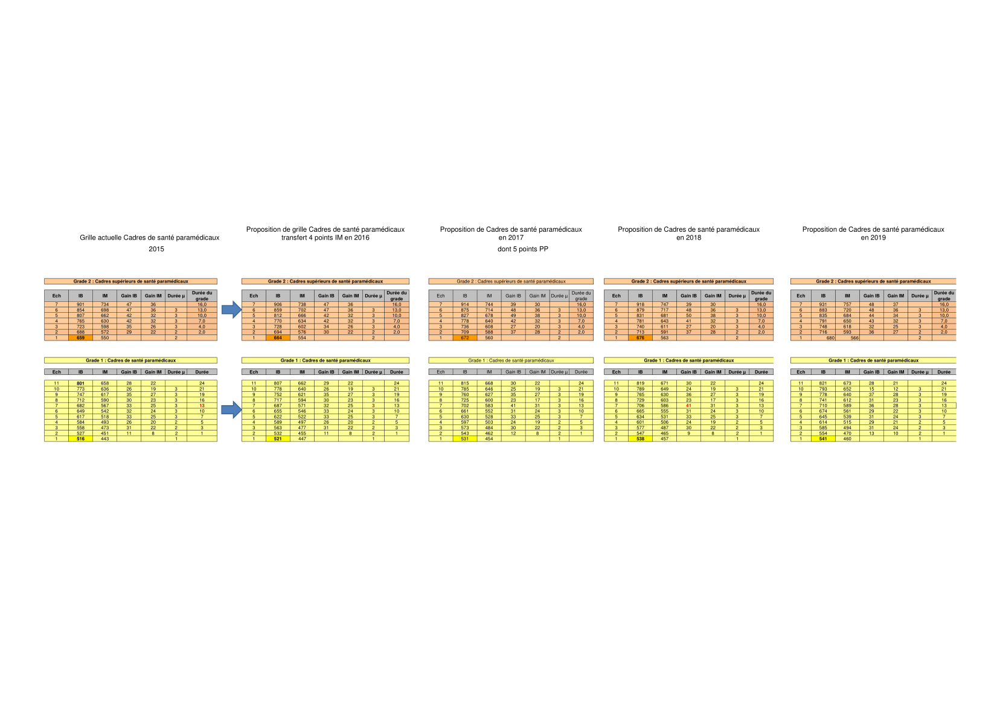 Grille actuelle Cadres de santé paramédicaux
2015
Proposition de grille Cadres de santé paramédicaux
transfert 4 points IM en 2016
Proposition de Cadres de santé paramédicaux
en 2017
dont 5 points PP
Proposition de Cadres de santé paramédicaux
en 2018
Proposition de Cadres de santé paramédicaux
en 2019
Grade 2 : Cadres supérieurs de santé paramédicaux
Ech IB IM Gain IB Gain IM Durée µ Durée du grade
7 901 734 47 36 16,0
6 854 698 47 36 3 13,0
5 807 662 42 32 3 10,0
4 765 630 42 32 3 7,0
3 723 598 35 26 3 4,0
2 688 572 29 22 2 2,0
1 659 550 2
Grade 2 : Cadres supérieurs de santé paramédicaux
Ech IB IM Gain IB Gain IM Durée µ Durée du grade
7 906 738 47 36 16,0
6 859 702 47 36 3 13,0
5 812 666 42 32 3 10,0
4 770 634 42 32 3 7,0
3 728 602 34 26 3 4,0
2 694 576 30 22 2 2,0
1 664 554 2
Grade 2 : Cadres supérieurs de santé paramédicaux
Ech IB IM Gain IB Gain IM Durée µ Durée du grade
7 914 744 39 30 16,0
6 875 714 48 36 3 13,0
5 827 678 49 38 3 10,0
4 778 640 42 32 3 7,0
3 736 608 27 20 3 4,0
2 709 588 37 28 2 2,0
1 672 560 2
Grade 2 : Cadres supérieurs de santé paramédicaux
Ech IB IM Gain IB Gain IM Durée µ Durée du grade
7 918 747 39 30 16,0
6 879 717 48 36 3 13,0
5 831 681 50 38 3 10,0
4 781 643 41 32 3 7,0
3 740 611 27 20 3 4,0
2 713 591 37 28 2 2,0
1 676 563 2
Grade 2 : Cadres supérieurs de santé paramédicaux
Ech IB IM Gain IB Gain IM Durée µ Durée du grade
7 931 757 48 37 16,0
6 883 720 48 36 3 13,0
5 835 684 44 34 3 10,0
4 791 650 43 32 3 7,0
3 748 618 32 25 3 4,0
2 716 593 36 27 2 2,0
1 680 566 2
Grade 1 : Cadres de santé paramédicaux
Ech IB IM Gain IB Gain IM Durée µ Durée
11 801 658 28 22 24
10 773 636 26 19 3 21
9 747 617 35 27 3 19
8 712 590 30 23 3 16
7 682 567 33 25 3 13
6 649 542 32 24 3 10
5 617 518 33 25 3 7
4 584 493 26 20 2 5
3 558 473 31 22 2 3
2 527 451 11 8 2 1
1 516 443 1
Grade 1 : Cadres de santé paramédicaux
Ech IB IM Gain IB Gain IM Durée µ Durée
11 807 662 29 22 24
10 778 640 26 19 3 21
9 752 621 35 27 3 19
8 717 594 30 23 3 16
7 687 571 32 25 3 13
6 655 546 33 24 3 10
5 622 522 33 25 3 7
4 589 497 26 20 2 5
3 563 477 31 22 2 3
2 532 455 11 8 2 1
1 521 447 1
Grade 1 : Cadres de santé paramédicaux
Ech IB IM Gain IB Gain IM Durée µ Durée
11 815 668 30 22 24
10 785 646 25 19 3 21
9 760 627 35 27 3 19
8 725 600 23 17 3 16
7 702 583 41 31 3 13
6 661 552 31 24 3 10
5 630 528 33 25 3 7
4 597 503 24 19 2 5
3 573 484 30 22 2 3
2 543 462 12 8 2 1
1 531 454 1
Grade 1 : Cadres de santé paramédicaux
Ech IB IM Gain IB Gain IM Durée µ Durée
11 819 671 30 22 24
10 789 649 24 19 3 21
9 765 630 36 27 3 19
8 729 603 23 17 3 16
7 706 586 41 31 3 13
6 665 555 31 24 3 10
5 634 531 33 25 3 7
4 601 506 24 19 2 5
3 577 487 30 22 2 3
2 547 465 9 8 2 1
1 538 457 1
Grade 1 : Cadres de santé paramédicaux
Ech IB IM Gain IB Gain IM Durée µ Durée
11 821 673 28 21 24
10 793 652 15 12 3 21
9 778 640 37 28 3 19
8 741 612 31 23 3 16
7 710 589 36 28 3 13
6 674 561 29 22 3 10
5 645 539 31 24 3 7
4 614 515 29 21 2 5
3 585 494 31 24 2 3
2 554 470 13 10 2 1
1 541 460 1